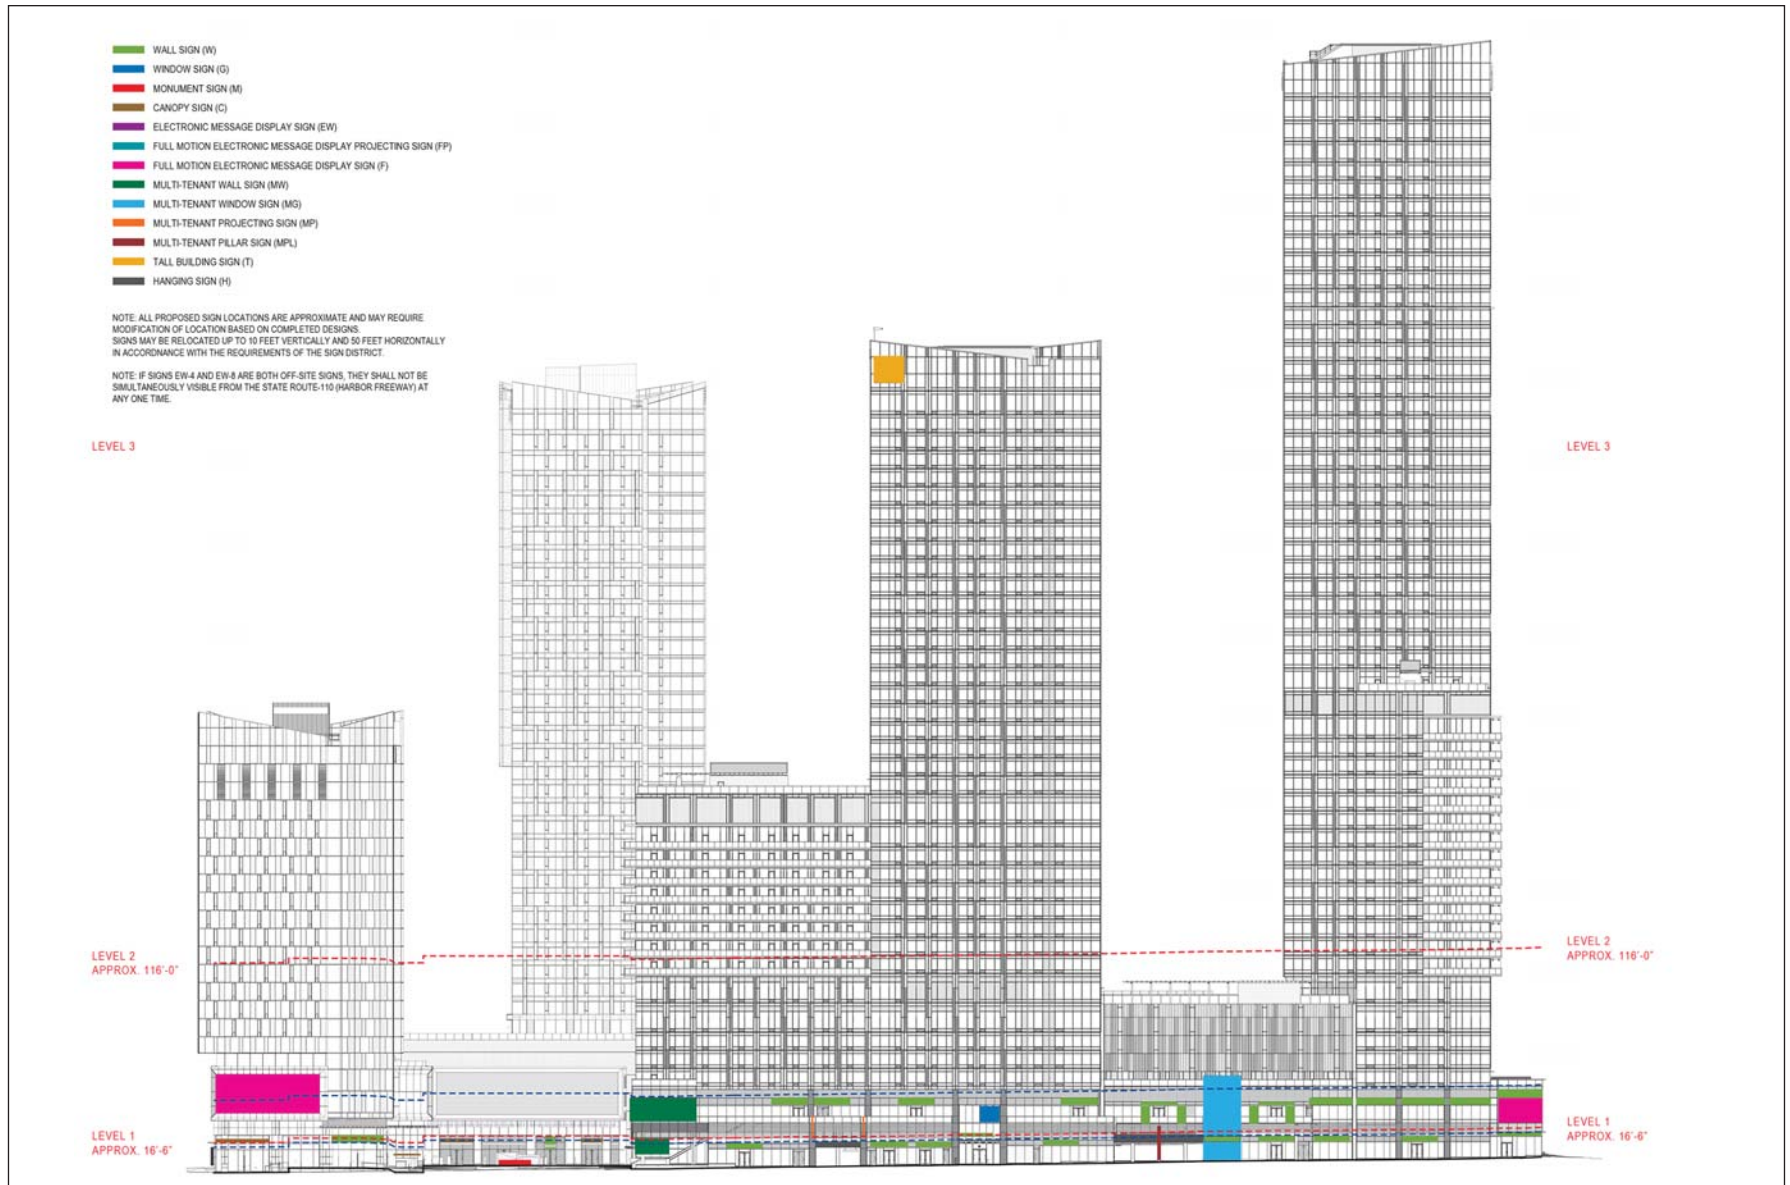 WALL SIGN (W)
WINDOW SIGN (G)
MONUMENT SIGN (M)
CANOPY SIGN (C)
ELECTRONIC MESSAGE DISPLAY SIGN (EW)
FULL MOTION ELECTRONIC MESSAGE DISPLAY PROJECTING SIGN (FP)
FULL MOTION ELECTRONIC MESSAGE DISPLAY SIGN (F)
MULTI-TENANT WALL SIGN (MW)
MULTI-TENANT WINDOW SIGN (MG)
MULTI-TENANT PROJECTING SIGN (MP)
MULTI-TENANT PILLAR SIGN (MPL)
TALL BUILDING SIGN (T)
HANGING SIGN (H)
NOTE: ALL PROPOSED SIGN LOCATIONS ARE APPROXIMATE AND MAY REQUIRE
MODIFICATION OF LOCATION BASED ON COMPLETED DESIGNS.
SIGNS MAY BE RELOCATED UP TO 10 FEET VERTICALLY AND 50 FEET HORIZONTALLY
IN ACCORDNANCE WITH THE REQUIREMENTS OF THE SIGN DISTRICT.
NOTE: IF SIGNS EW-4 AND EW-8 ARE BOTH OFF-SITE SIGNS, THEY SHALL NOT BE
SIMULTANEOUSLY VISIBLE FROM THE STATE ROUTE-110 (HARBOR FREEWAY) AT
ANY ONE TIME.
LEVEL 3
LEVEL 3
LEVEL 2
APPROX. 116'-0"
LEVEL 2
APPROX. 116'-0"
LEVEL 1
APPROX. 16'-6"
LEVEL 1
APPROX. 16'-6"